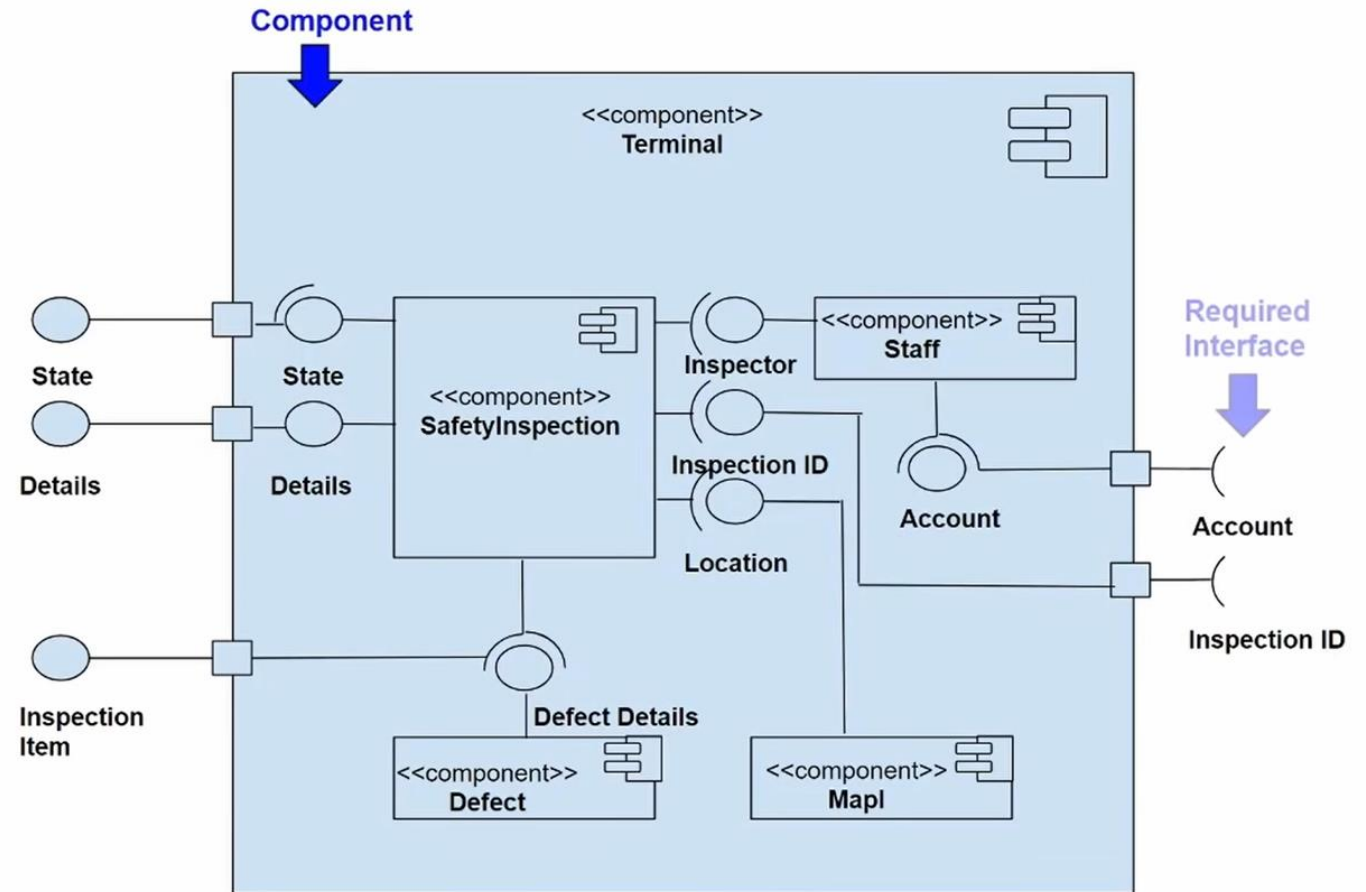 Component
<<component>>
Terminal
Required
Interface
State
State
<<component>>
SafetyInspection
Inspector
<<component>>
Staff
Details
Details
Inspection ID
Account
Account
Location
Inspection ID
Inspection
Item
Defect Details
<<component>>
Defect
<<component>>
Mapl